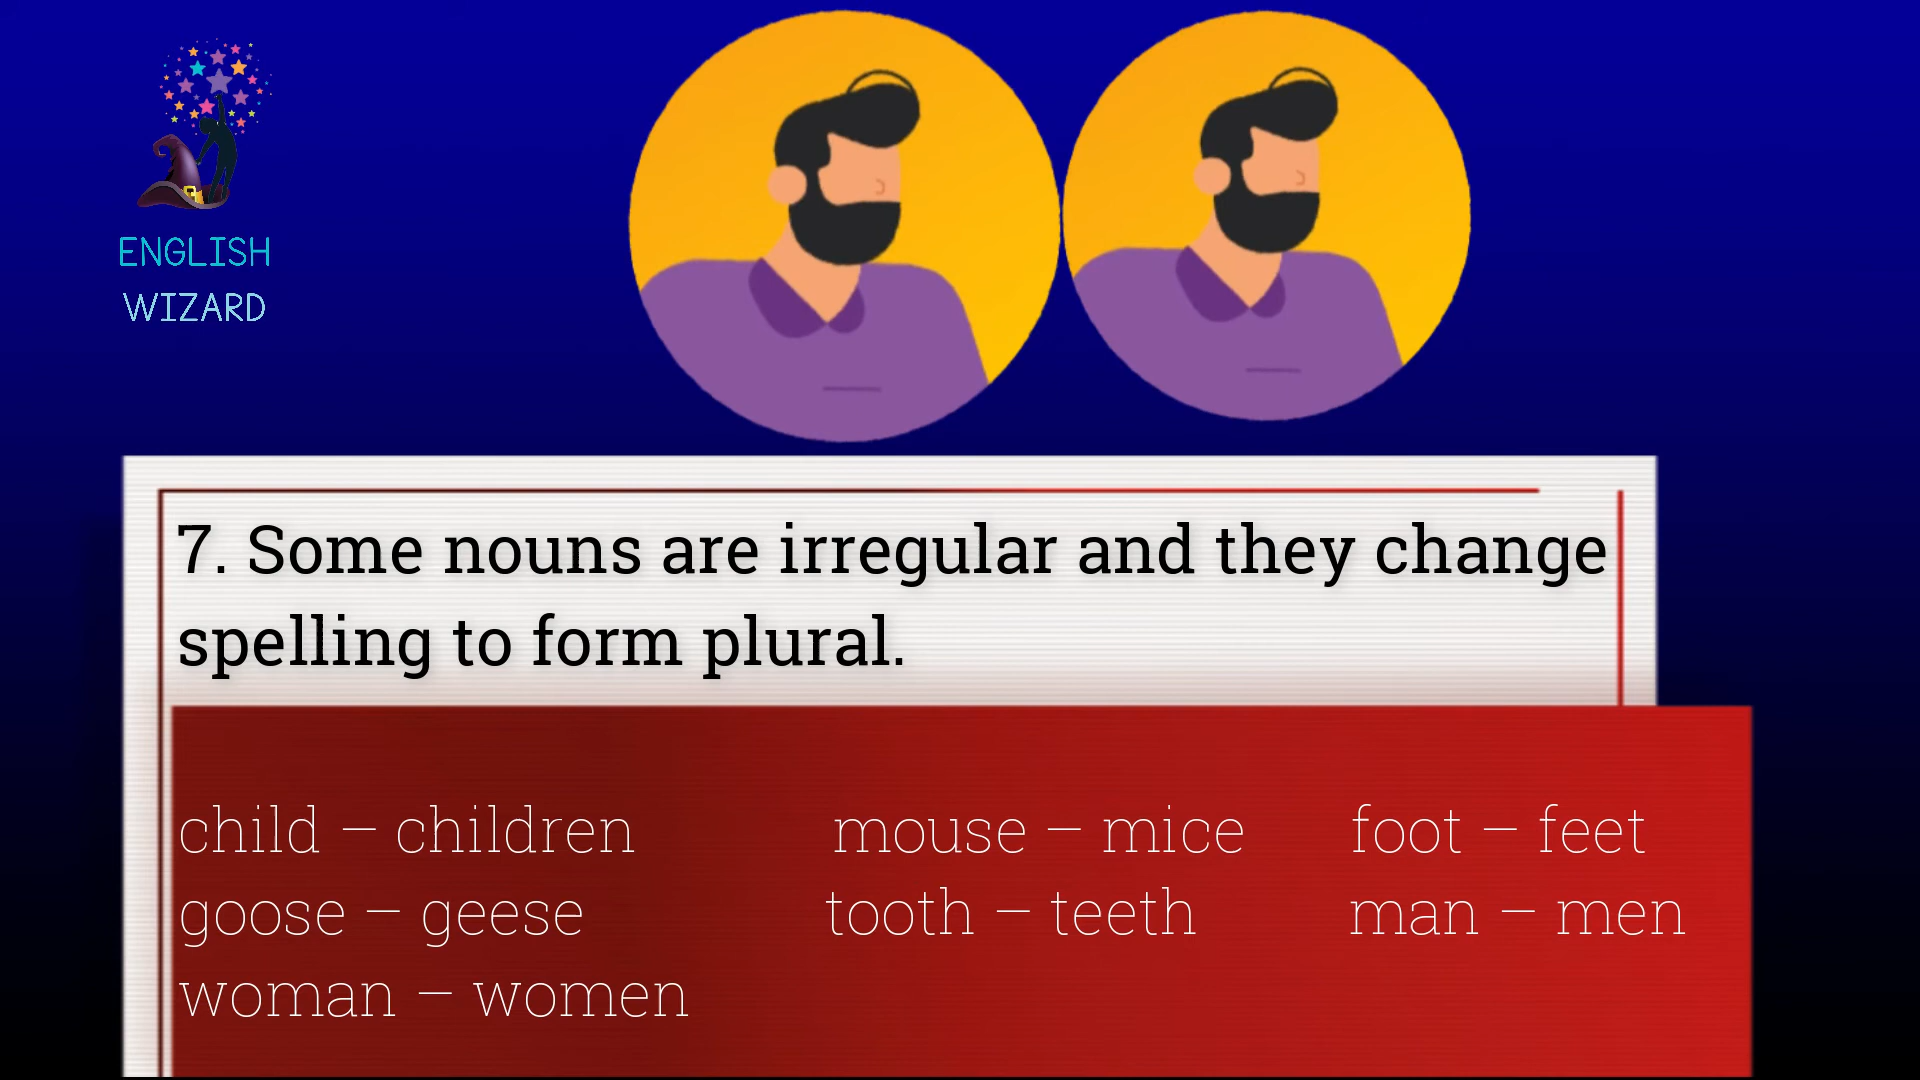 ENGLISH
WIZARD
7. Some nouns are irregular and they change
spelling to form plural.
child – children mouse – mice foot – feet
goose – geese tooth – teeth man – men
woman – women